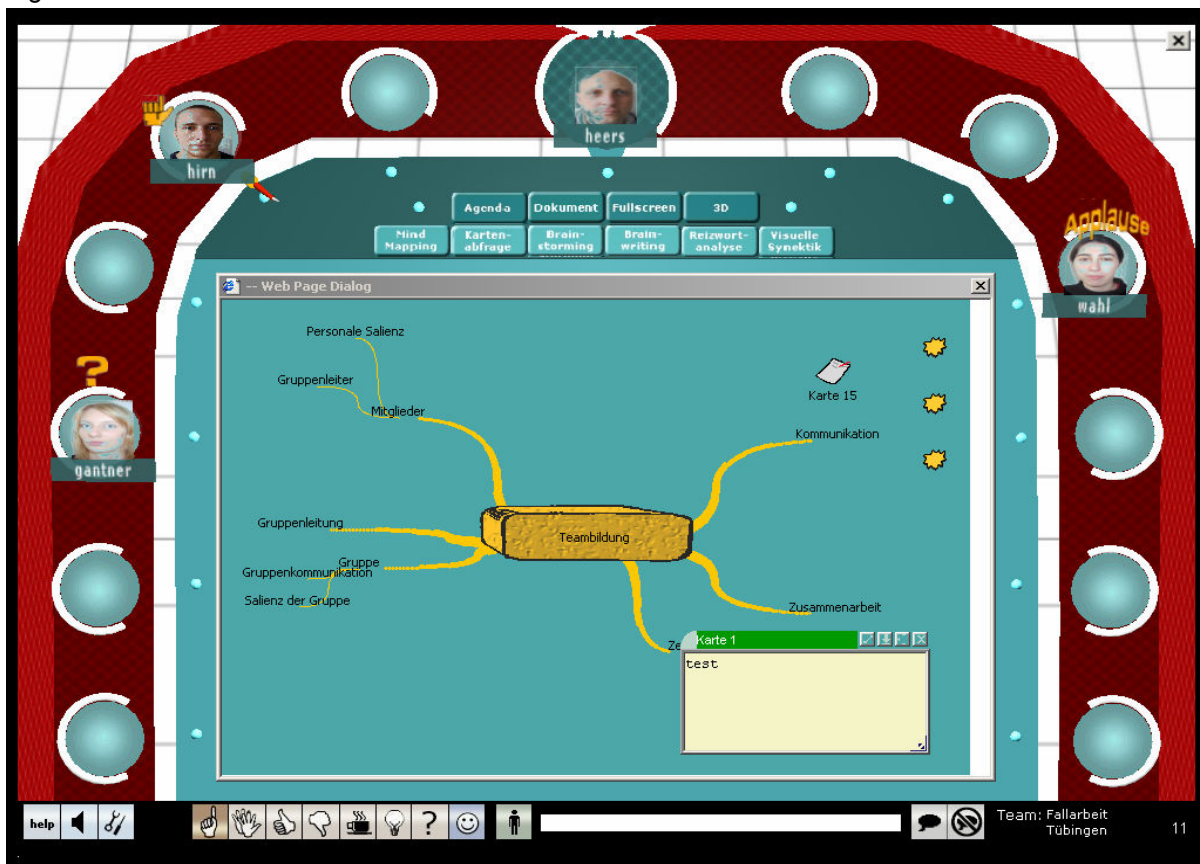 heers
hirn
Agenda
Dokument
Fullscreen
3D
Mind
Mapping
Karten-
abfrage
Brain-
storming
Brain-
writing
Reizwort-
analyse
Visuelle
Synektik
Applause
wahl
?
gantner
-- Web Page Dialog
Personale Salienz
Gruppenleiter
Mitglieder
Karte 15
Kommunikation
Gruppenleitung
Teambildung
Gruppe
Gruppenkommunikation
Salienz der Gruppe
Zusammenarbeit
Ze
Karte 1
test
help
?
Team: Fallarbeit
Tübingen
11